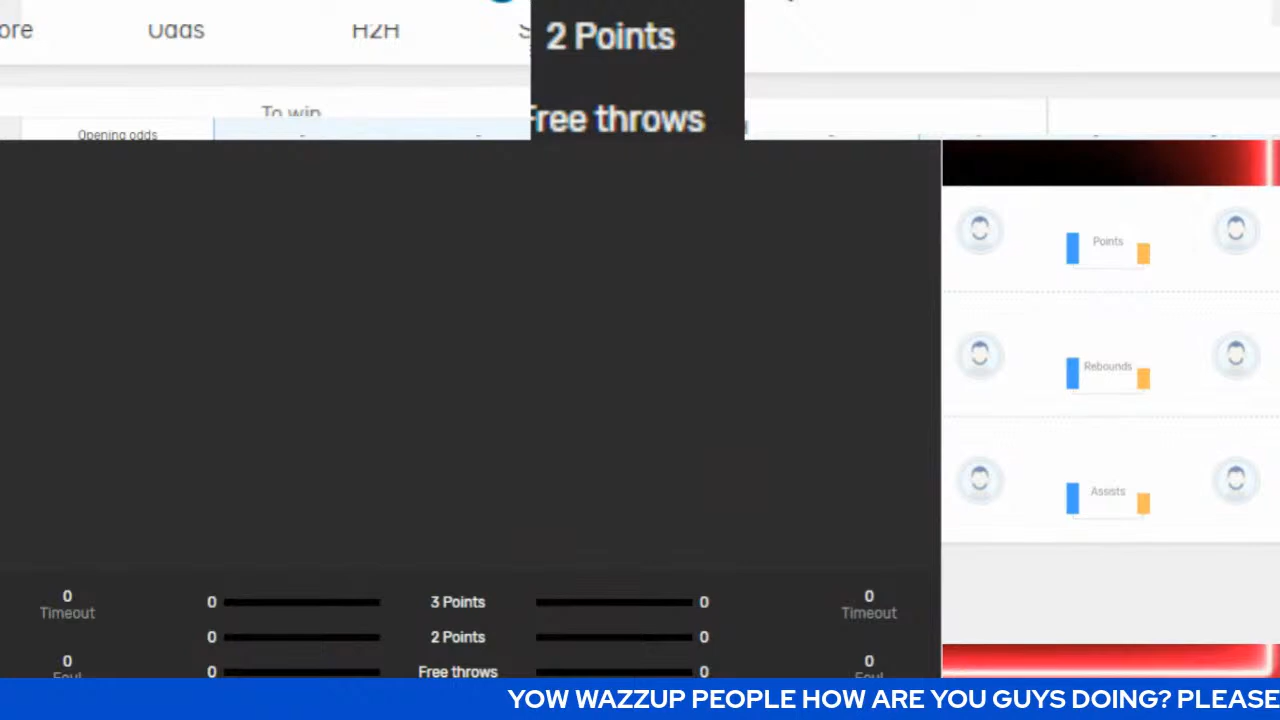 Odds
H2H
2 Points
To win
Free throws
Opening odds
Points
Rebounds
Assists
0
Timeout
0 3 Points 0
0
Timeout
0 2 Points 0
0
Foul
0 Free throws 0
0
Foul
YOW WAZZUP PEOPLE HOW ARE YOU GUYS DOING? PLEASE